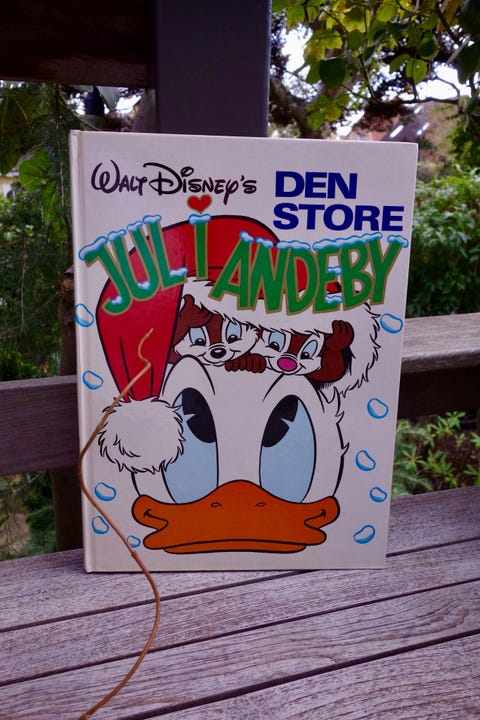 WALT DISNEY'S
DEN
STORE
JUL I ANDEBY